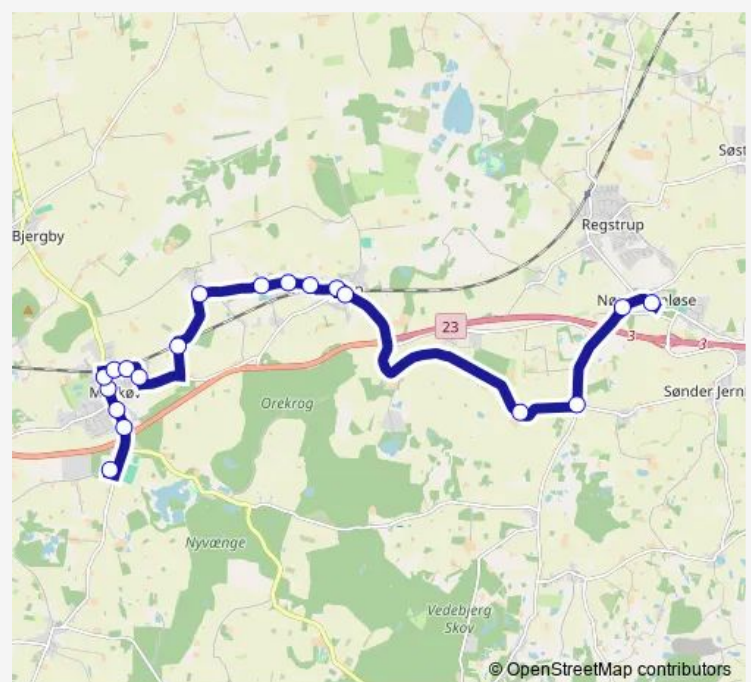 Søst
Regstrup
Bjergby
23
3
3
Sønder Jern
Orekrog
Nyvænge
Vedebjerg
Skov
© OpenStreetMap contributors